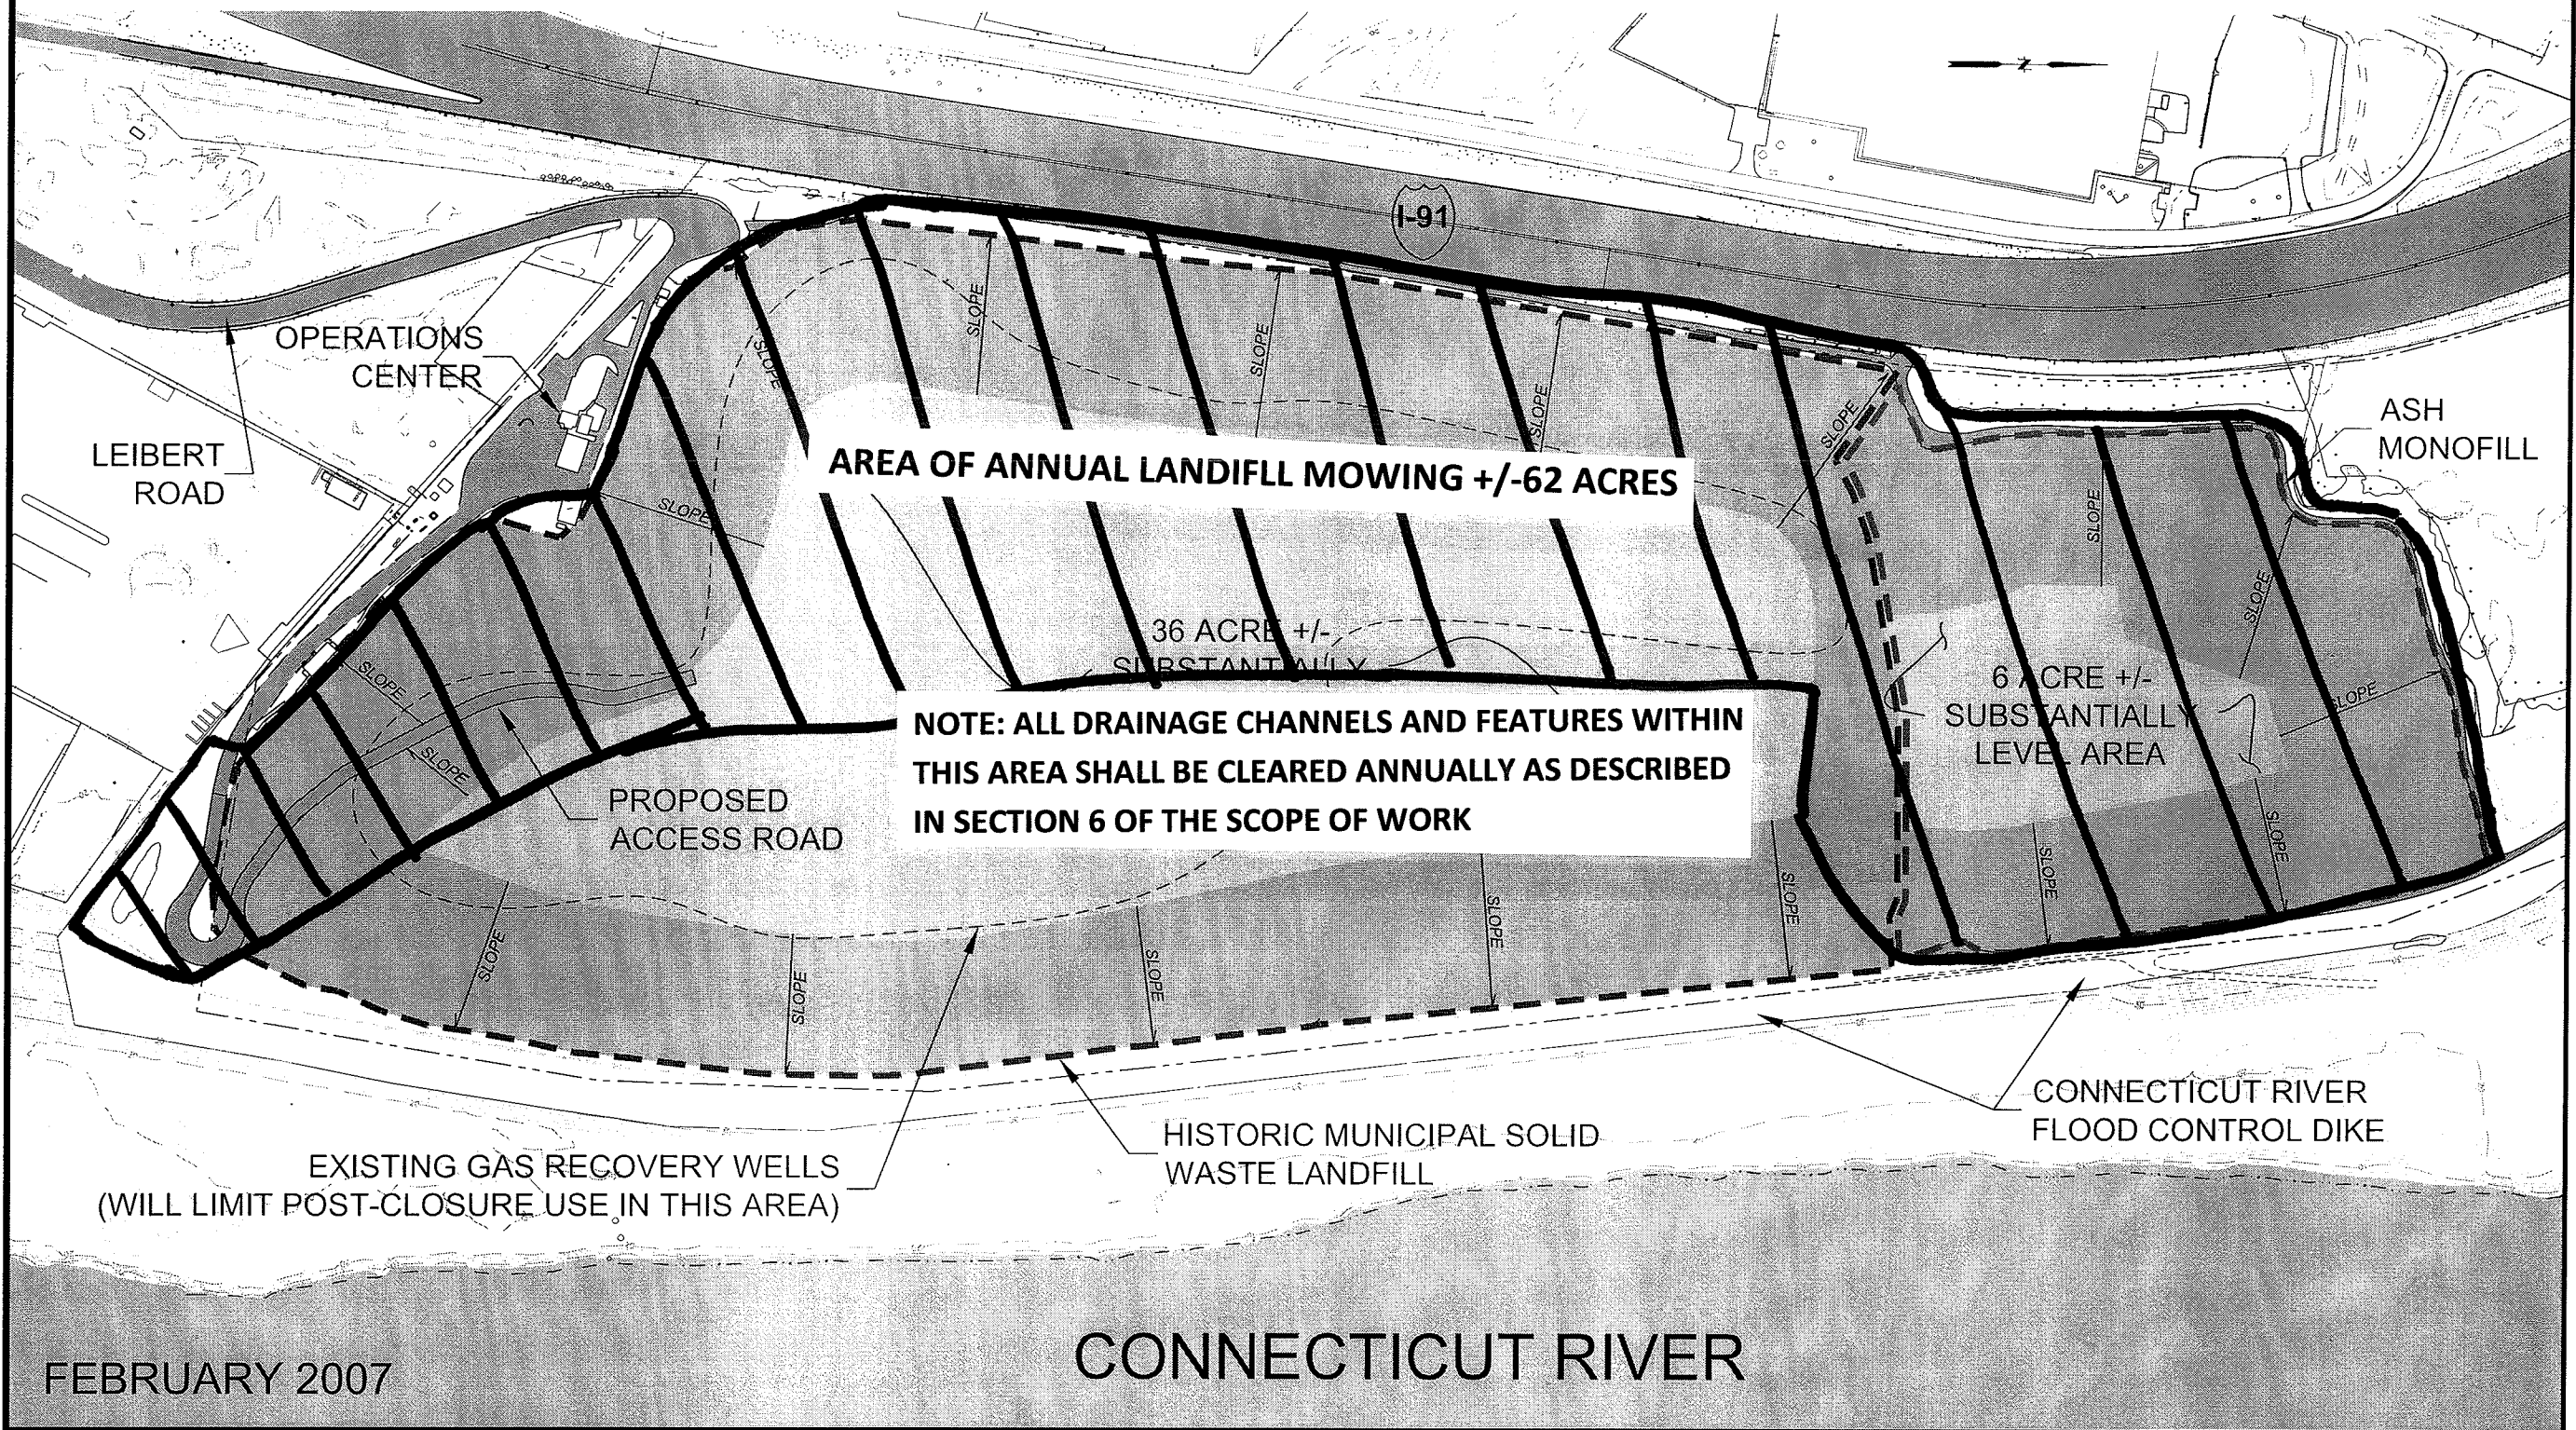 Z
I-91
OPERATIONS
CENTER
LEIBERT
ROAD
ASH
MONOFILL
SLOPE
SLOPE
SLOPE
SLOPE
SLOPE
AREA OF ANNUAL LANDIFLL MOWING +/-62 ACRES
SLOPE
SLOPE
SLOPE
36 ACRE +/-
SUBSTANTIALLY
6 ACRE +/-
SUBSTANTIALLY
LEVEL AREA
SLOPE
SLOPE
SLOPE
NOTE: ALL DRAINAGE CHANNELS AND FEATURES WITHIN
THIS AREA SHALL BE CLEARED ANNUALLY AS DESCRIBED
IN SECTION 6 OF THE SCOPE OF WORK
PROPOSED
ACCESS ROAD
SLOPE
SLOPE
SLOPE
SLOPE
SLOPE
SLOPE
SLOPE
CONNECTICUT RIVER
FLOOD CONTROL DIKE
HISTORIC MUNICIPAL SOLID
WASTE LANDFILL
EXISTING GAS RECOVERY WELLS
(WILL LIMIT POST-CLOSURE USE IN THIS AREA)
CONNECTICUT RIVER
FEBRUARY 2007